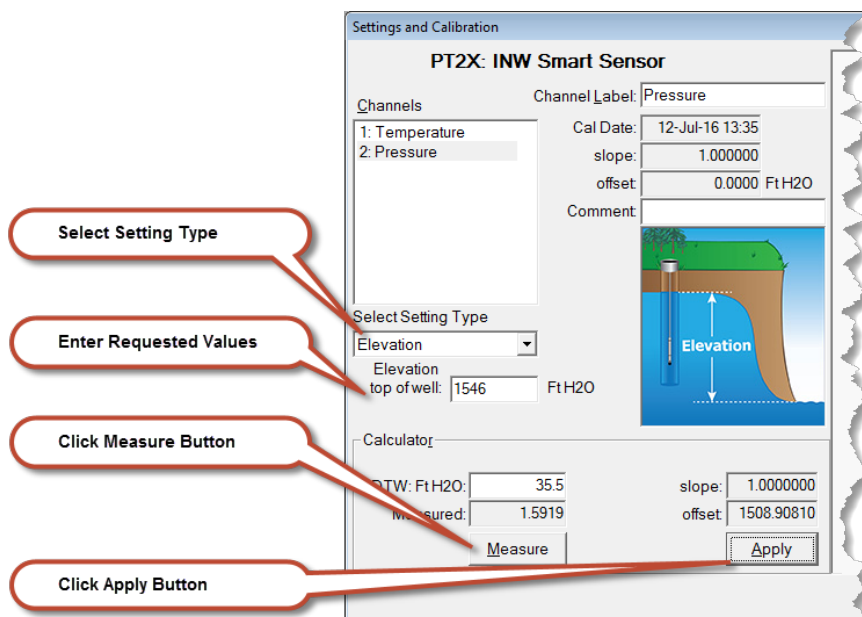 Settings and Calibration
PT2X: INW Smart Sensor
Channels
1: Temperature
2: Pressure
Channel Label: Pressure
Cal Date: 12-Jul-16 13:35
slope: 1.000000
offset: 0.0000 Ft H2O
Comment
Select Setting Type
Select Setting Type
Elevation
Elevation
Enter Requested Values
Elevation
top of well: 1546 Ft H2O
Click Measure Button
Calculator
DTW: Ft H2O: 35.5
Measured: 1.5919
slope: 1.0000000
offset: 1508.90810
Measure
Apply
Click Apply Button